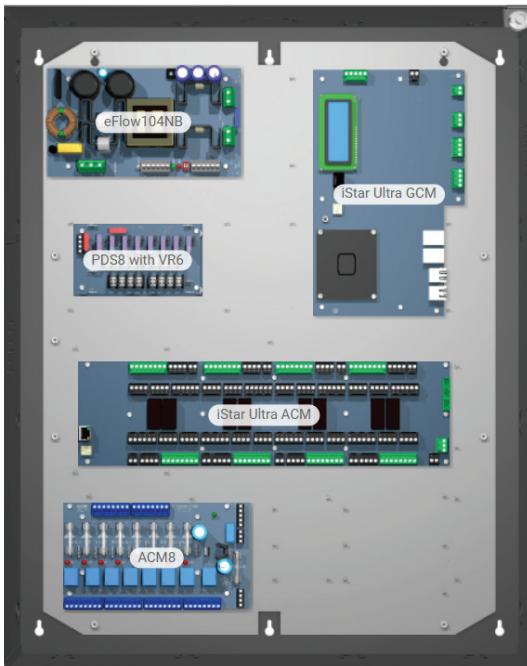 eFlow104NB
iStar Ultra GCM
PDS8 with VR6
iStar Ultra ACM
ACM8